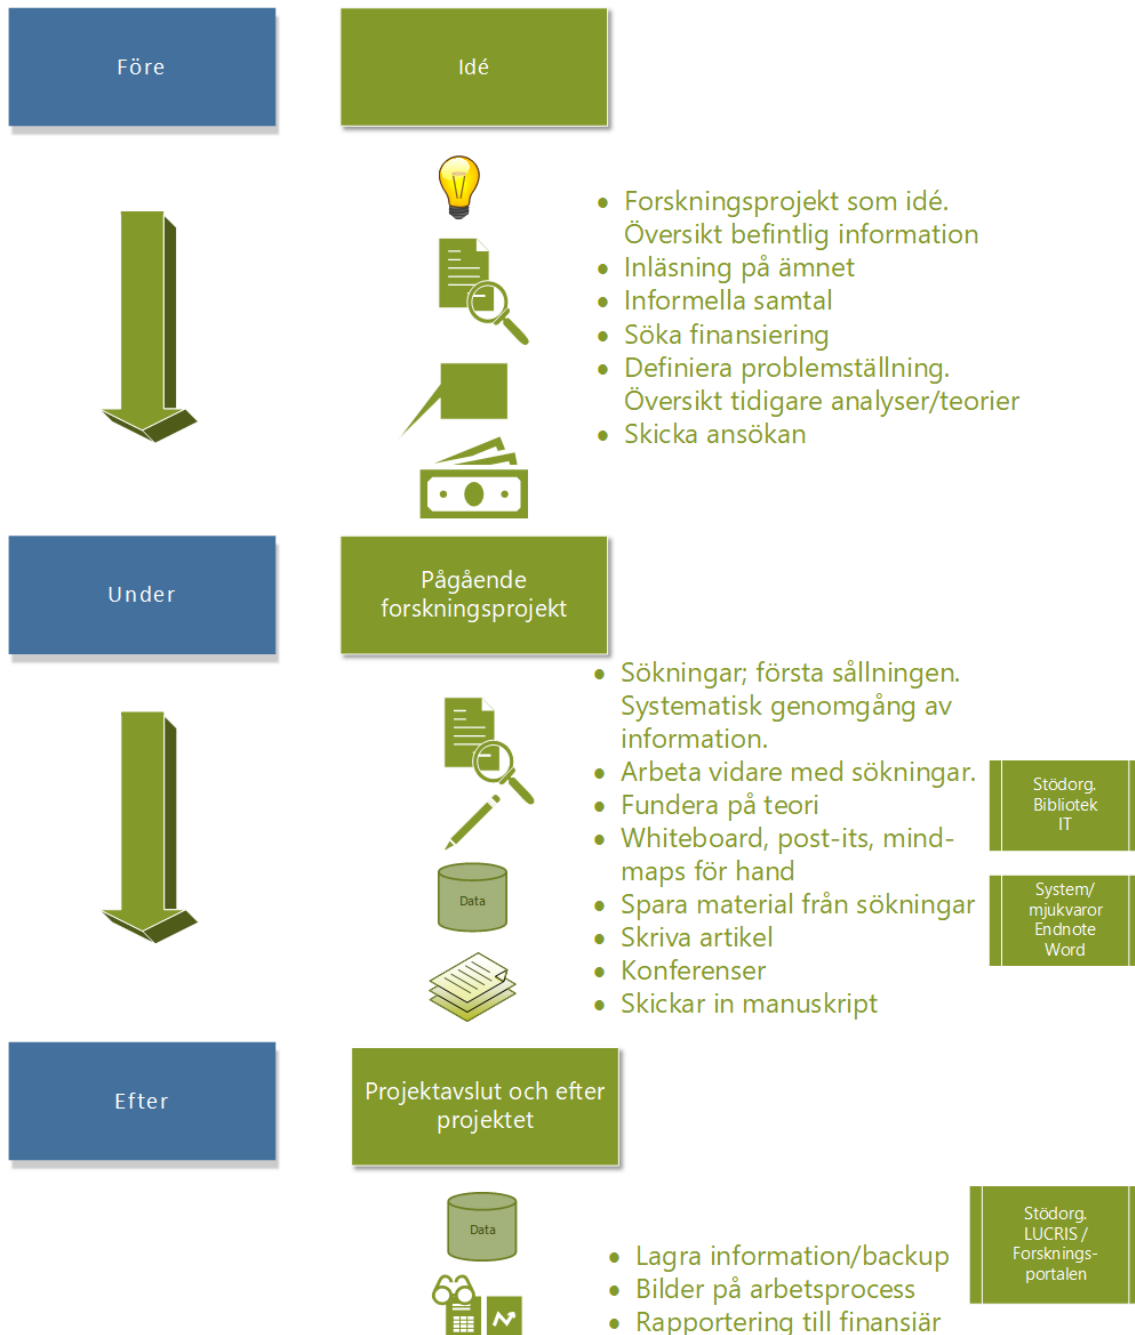 Före
Idé
• Forskningsprojekt som idé.
Översikt befintlig information
• Inläsning på ämnet
• Informella samtal
• Söka finansiering
• Definiera problemställning.
Översikt tidigare analyser/teorier
• Skicka ansökan
Under
Pågående
forskningsprojekt
• Sökningar; första sållningen.
Systematisk genomgång av
information.
• Arbeta vidare med sökningar.
• Fundera på teori
• Whiteboard, post-its, mind-
maps för hand
• Spara material från sökningar
• Skriva artikel
• Konferenser
• Skickar in manuskript
Data
Stödorg.
Bibliotek
IT
System/
mjukvaror
Endnote
Word
Efter
Projektavslut och efter
projektet
Data
• Lagra information/backup
• Bilder på arbetsprocess
• Rapportering till finansiär
Stödorg.
LUCRIS /
Forsknings-
portalen